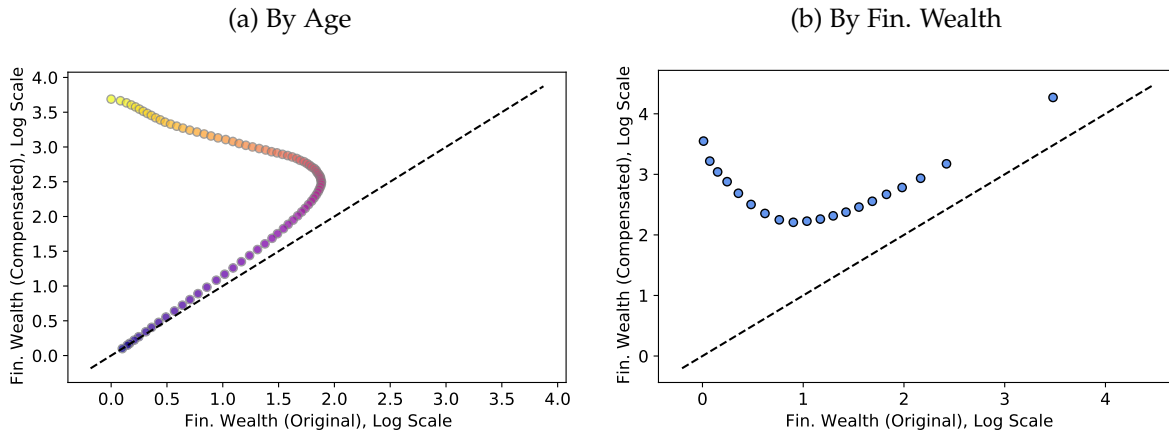 (a) By Age
Fin. Wealth (Compensated), Log Scale
4.0
3.5
3.0
2.5
2.0
1.5
1.0
0.5
0.0
0.0 0.5 1.0 1.5 2.0 2.5 3.0 3.5 4.0
Fin. Wealth (Original), Log Scale
(b) By Fin. Wealth
Fin. Wealth (Compensated), Log Scale
4
3
2
1
0
0 1 2 3 4
Fin. Wealth (Original), Log Scale